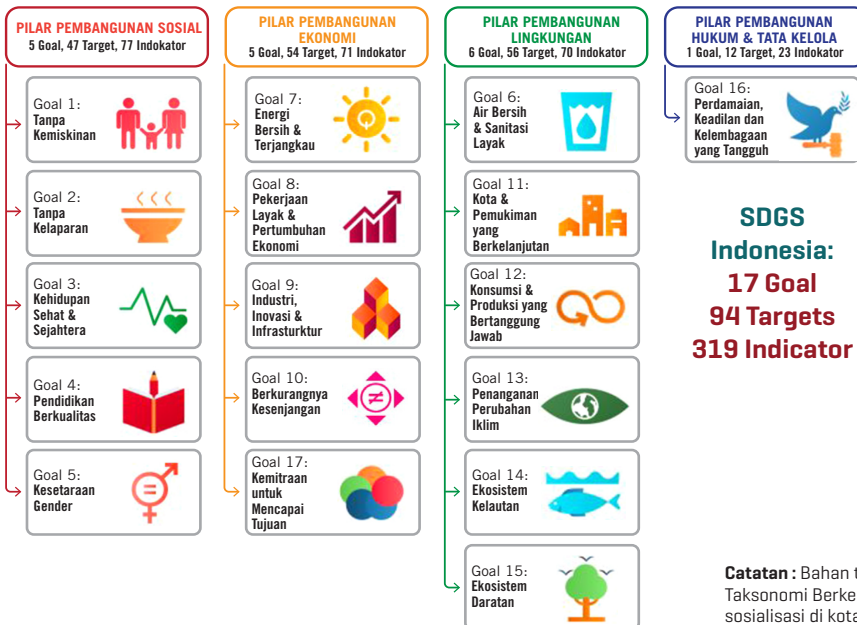 PILAR PEMBANGUNAN SOSIAL
5 Goal, 47 Target, 77 Indokator
Goal 1:
Tanpa
Kemiskinan
Goal 2:
Tanpa
Kelaparan
Goal 3:
Kehidupan
Sehat &
Sejahtera
Goal 4:
Pendidikan
Berkualitas
Goal 5:
Kesetaraan
Gender
PILAR PEMBANGUNAN
EKONOMI
5 Goal, 54 Target, 71 Indokator
Goal 7:
Energi
Bersih &
Terjangkau
Goal 8:
Pekerjaan
Layak &
Pertumbuhan
Ekonomi
Goal 9:
Industri,
Inovasi &
Infrasturktur
Goal 10:
Berkurangnya
Kesenjangan
Goal 17:
Kemitraan
untuk
Mencapai
Tujuan
PILAR PEMBANGUNAN
LINGKUNGAN
6 Goal, 56 Target, 70 Indokator
Goal 6:
Air Bersih
& Sanitasi
Layak
Goal 11:
Kota &
Pemukiman
yang
Berkelanjutan
Goal 12:
Konsumsi &
Produksi yang
Bertanggung
Jawab
Goal 13:
Penanganan
Perubahan
Iklim
Goal 14:
Ekosistem
Kelautan
Goal 15:
Ekosistem
Daratan
PILAR PEMBANGUNAN
HUKUM & TATA KELOLA
1 Goal, 12 Target, 23 Indokator
Goal 16:
Perdamaian,
Keadilan dan
Kelembagaan
yang Tangguh
SDGS
Indonesia:
17 Goal
94 Targets
319 Indicator
Catatan : Bahan
Taksonomi
sosialisasi di